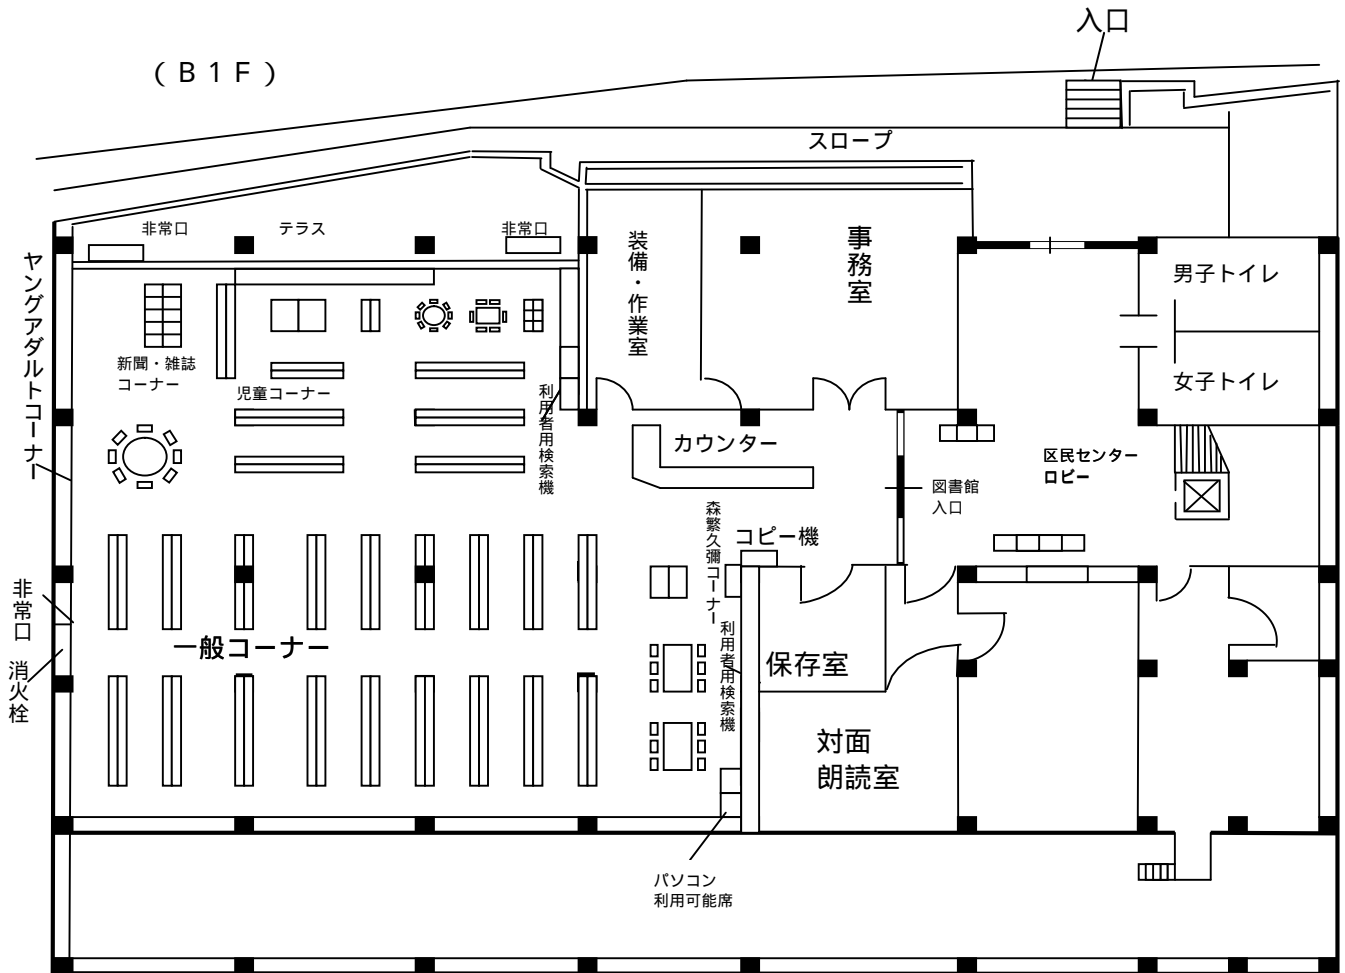 入口
(B1F)
スロープ
非常口
テラス
非常口
装備・作業室
事務室
男子トイレ
女子トイレ
ヤングアダルトコーナー
新聞・雑誌
コーナー
児童コーナー
利用者用検索機
カウンター
区民センター
ロビー
図書館
入口
森繁久彌コーナー
コピー機
非常口
消火栓
一般コーナー
利用者用検索機
保存室
対面
朗読室
パソコン
利用可能席